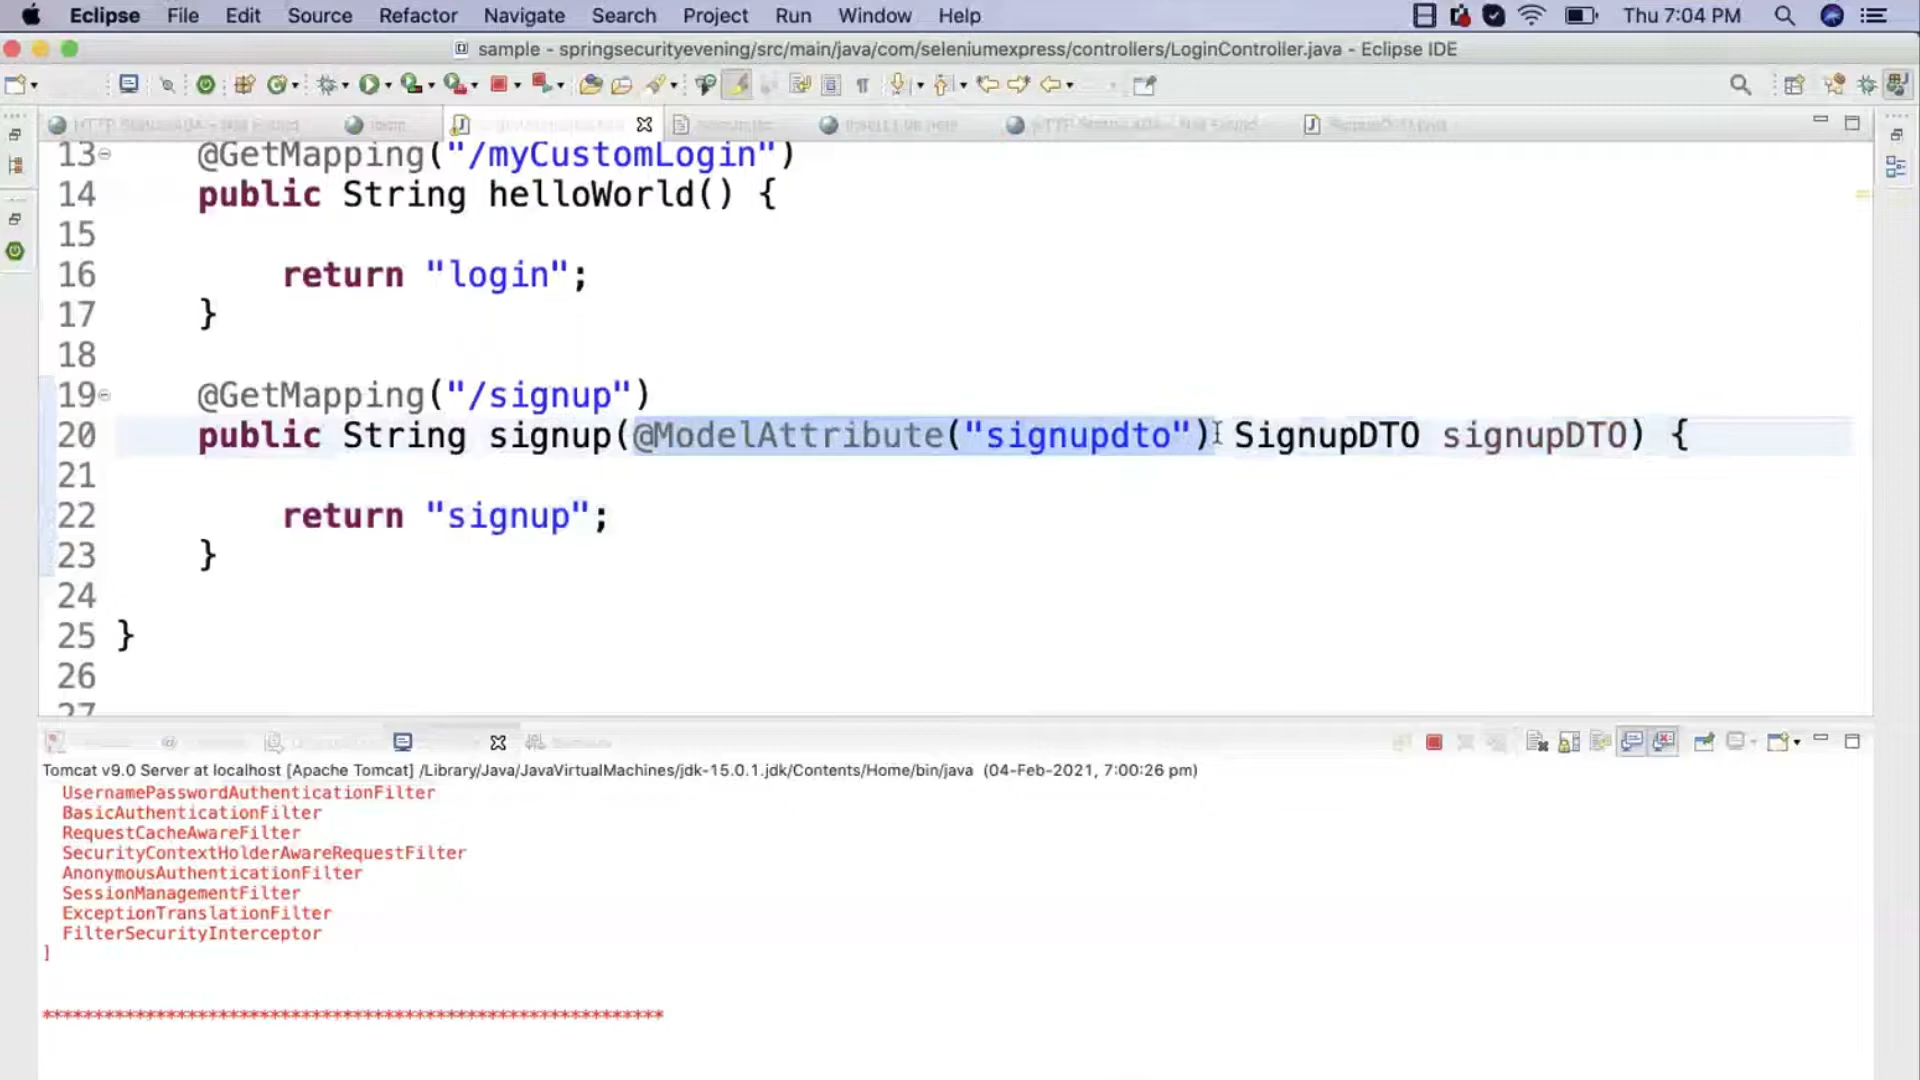 Eclipse File Edit Source Refactor Navigate Search Project Run Window Help Thu 7:04 PM
sample - springsecurityevening/src/main/java/com/seleniumexpress/controllers/LoginController.java - Eclipse IDE
13 @GetMapping("/myCustomLogin")
14 public String helloWorld() {
15
16 return "login";
17 }
18
19 @GetMapping("/signup")
20 public String signup(@ModelAttribute("signupdto") SignupDTO signupDTO) {
21
22 return "signup";
23 }
24
25 }
26
27
Tomcat v9.0 Server at localhost [Apache Tomcat] /Library/Java/JavaVirtualMachines/jdk-15.0.1.jdk/Contents/Home/bin/java (04-Feb-2021, 7:00:26 pm)
UsernamePasswordAuthenticationFilter
BasicAuthenticationFilter
RequestCacheAwareFilter
SecurityContextHolderAwareRequestFilter
AnonymousAuthenticationFilter
SessionManagementFilter
ExceptionTranslationFilter
FilterSecurityInterceptor
]
************************************************************